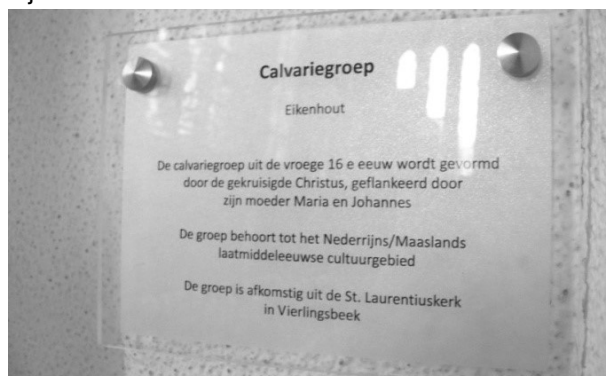 Calvariegroep
Eikenhout
De calvariegroep uit de vroege 16 e eeuw wordt gevormd
door de gekruisigde Christus, geflankeerd door
zijn moeder Maria en Johannes
De groep behoort tot het Nederrijns/Maaslands
laatmiddeleeuwse cultuurgebied
De groep is afkomstig uit de St. Laurentiuskerk
in Vierlingsbeek